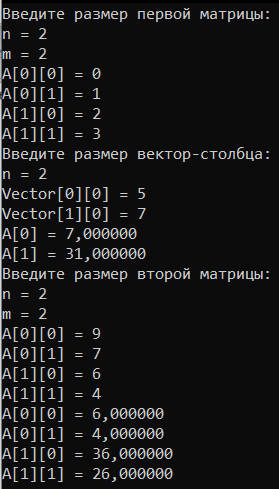 Введите размер первой матрицы:
n = 2
m = 2
A[0][0] = 0
A[0][1] = 1
A[1][0] = 2
A[1][1] = 3
Введите размер вектор-столбца:
n = 2
Vector[0][0] = 5
Vector[1][0] = 7
A[0] = 7,000000
A[1] = 31,000000
Введите размер второй матрицы:
n = 2
m = 2
A[0][0] = 9
A[0][1] = 7
A[1][0] = 6
A[1][1] = 4
A[0][0] = 6,000000
A[0][1] = 4,000000
A[1][0] = 36,000000
A[1][1] = 26,000000